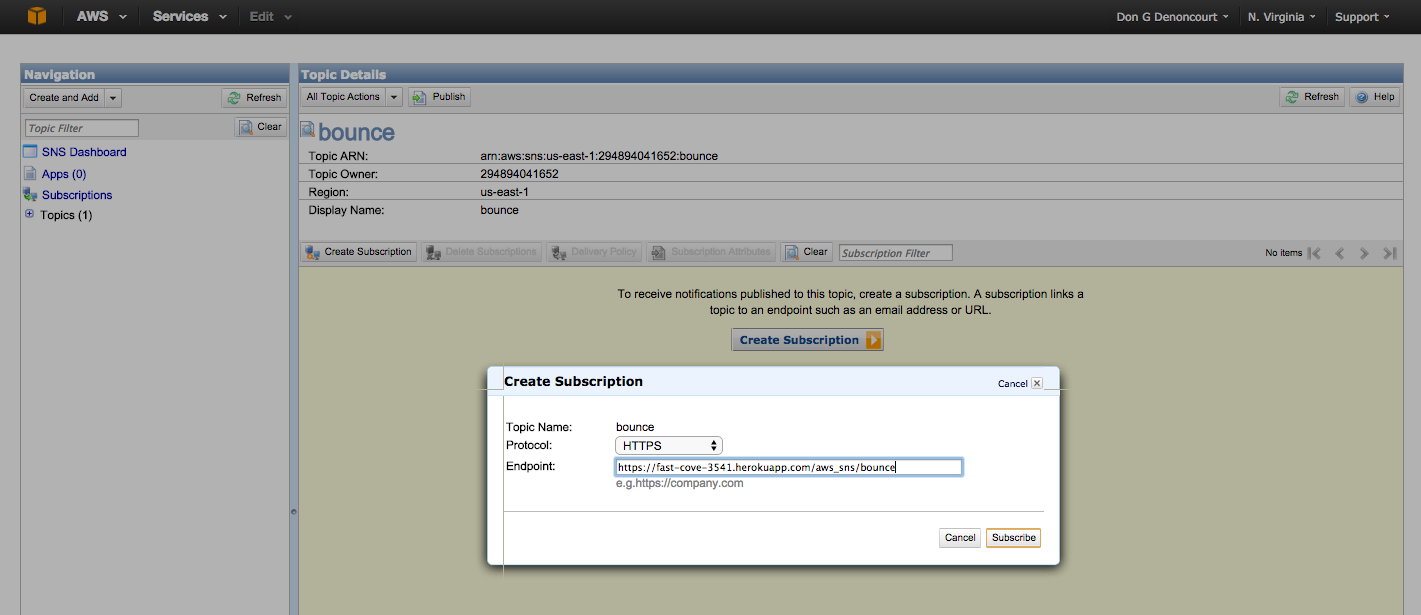 AWS Services Edit Don G Denoncourt N. Virginia Support
Navigation
Create and Add Refresh
Topic Filter Clear
SNS Dashboard
Apps (0)
Subscriptions
Topics (1)
Topic Details
All Topic Actions Publish Refresh Help
bounce
Topic ARN: arn:aws:sns:us-east-1:294894041652:bounce
Topic Owner: 294894041652
Region: us-east-1
Display Name: bounce
Create Subscription Delete Subscriptions Delivery Policy Subscription Attributes Clear Subscription Filter No items
To receive notifications published to this topic, create a subscription. A subscription links a
topic to an endpoint such as an email address or URL.
Create Subscription
Create Subscription Cancel
Topic Name: bounce
Protocol: HTTPS
Endpoint: https://fast-cove-3541.herokuapp.com/aws_sns/bounce
e.g.https://company.com
Cancel Subscribe